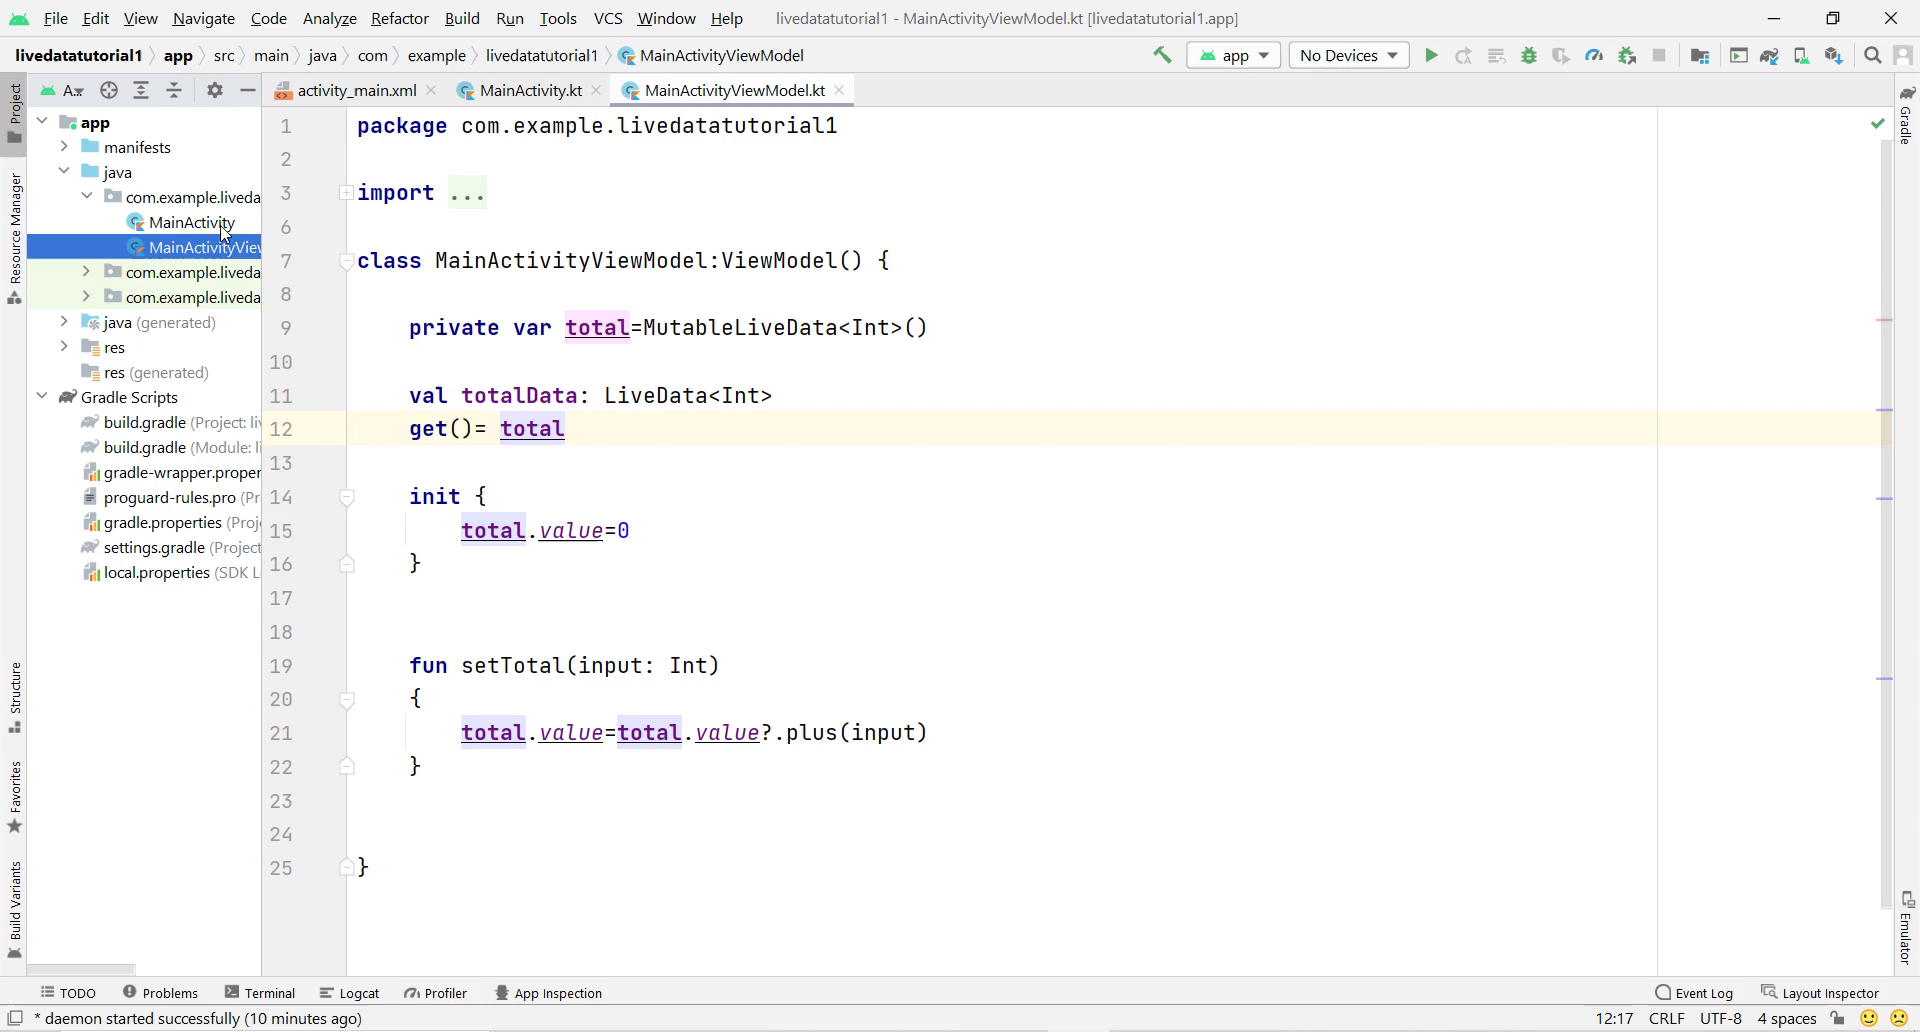 File Edit View Navigate Code Analyze Refactor Build Run Tools VCS Window Help livedatatutorial1 - MainActivityViewModel.kt [livedatatutorial1.app]
livedatatutorial1 app src main java com example livedatatutorial1 MainActivityViewModel app No Devices
A.. activity_main.xml MainActivity.kt MainActivityViewModel.kt
Project
Resource Manager
Structure
Favorites
Build Variants
app
manifests
java
com.example.liveda
MainActivity
MainActivityView
com.example.liveda
com.example.liveda
java (generated)
res
res (generated)
Gradle Scripts
build.gradle (Project: li
build.gradle (Module: li
gradle-wrapper.proper
proguard-rules.pro (Pr
gradle.properties (Proj
settings.gradle (Project
local.properties (SDK L
1 package com.example.livedatatutorial1
2
3 import ...
6
7 class MainActivityViewModel:ViewModel() {
8
9 private var total=MutableLiveData<Int>()
10
11 val totalData: LiveData<Int>
12 get()= total
13
14 init {
15 total.value=0
16 }
17
18
19 fun setTotal(input: Int)
20 {
21 total.value=total.value?.plus(input)
22 }
23
24
25 }
Gradle
Emulator
TODO Problems Terminal Logcat Profiler App Inspection Event Log Layout Inspector
* daemon started successfully (10 minutes ago) 12:17 CRLF UTF-8 4 spaces